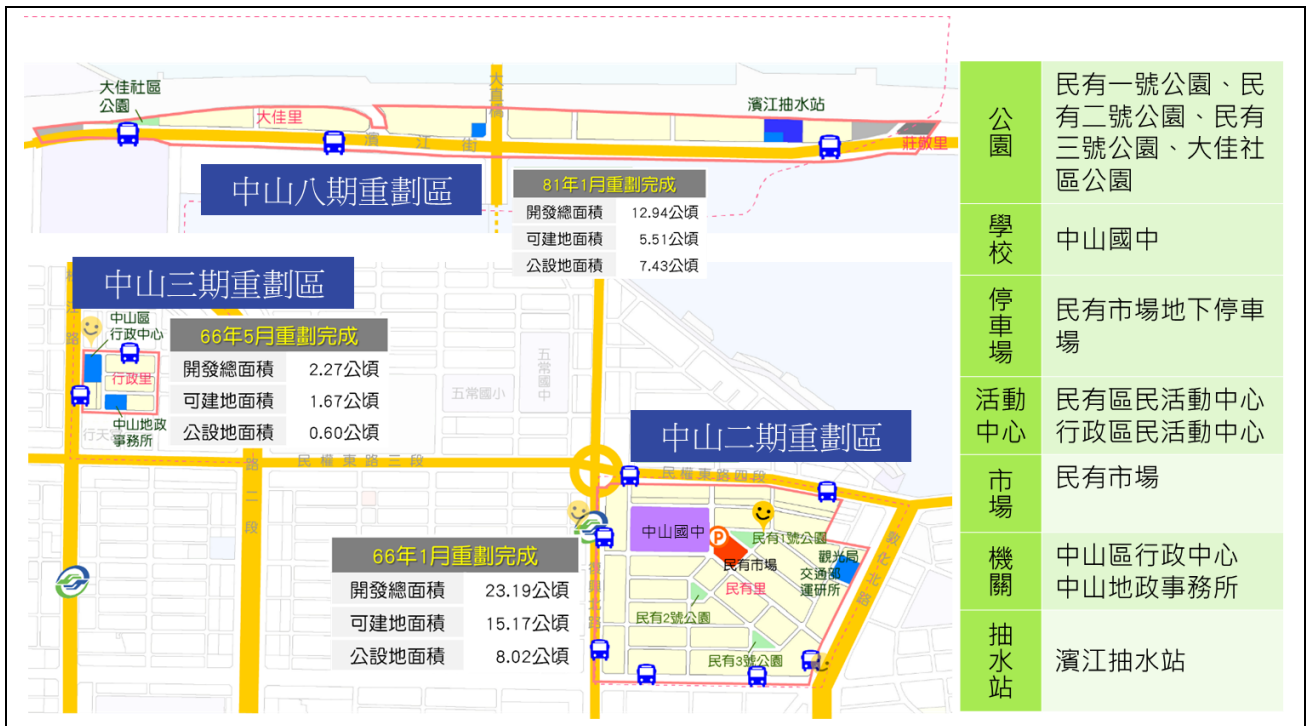 大佳社區
公園
大佳里
大直橋
濱江街
濱江抽水站
莊敬里
中山八期重劃區
81年1月重劃完成
開發總面積 12.94公頃
可建地面積 5.51公頃
公設地面積 7.43公頃
中山三期重劃區
松江路
中山區
行政中心
行政里
中山地政
事務所
行天宮
66年5月重劃完成
開發總面積 2.27公頃
可建地面積 1.67公頃
公設地面積 0.60公頃
五常國小
五常國中
中山二期重劃區
民權東路三段
路二段
民權東路四段
中山國中
P
民有1號公園
民有市場
民有里
觀光局
交通部
運研所
敦化北路
復興北路
民有2號公園
民有3號公園
66年1月重劃完成
開發總面積 23.19公頃
可建地面積 15.17公頃
公設地面積 8.02公頃
公園
民有一號公園、民
有二號公園、民有
三號公園、大佳社
區公園
學校
中山國中
停車場
民有市場地下停車
場
活動
中心
民有區民活動中心
行政區民活動中心
市場
民有市場
機關
中山區行政中心
中山地政事務所
抽水站
濱江抽水站